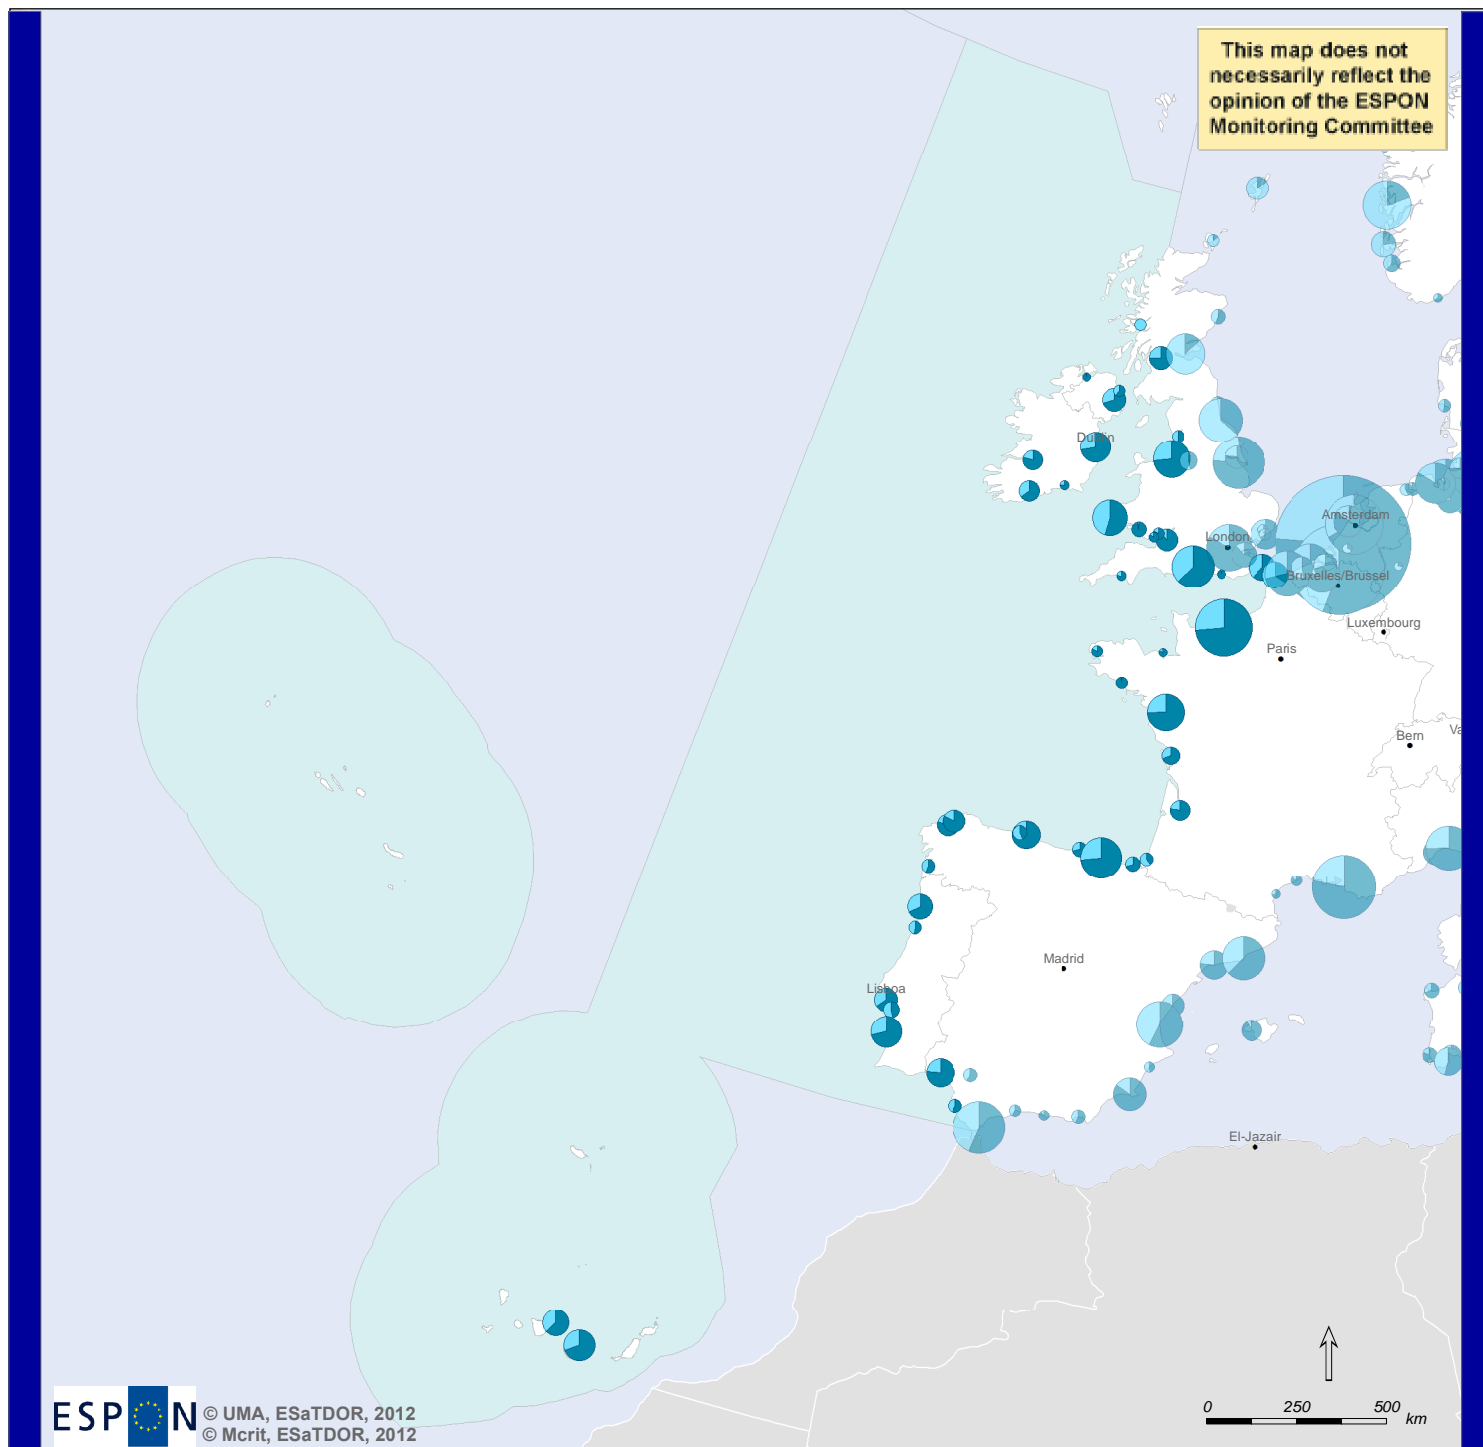 This map does not
necessarily reflect the
opinion of the ESPON
Monitoring Committee
Dublin
Amsterdam
London
Bruxelles/Brussel
Luxembourg
Paris
Bern
Va
Madrid
Lisboa
El-Jazair
0 250 500 km
ESPON
© UMA, ESaTDOR, 2012
© Mcrit, ESaTDOR, 2012